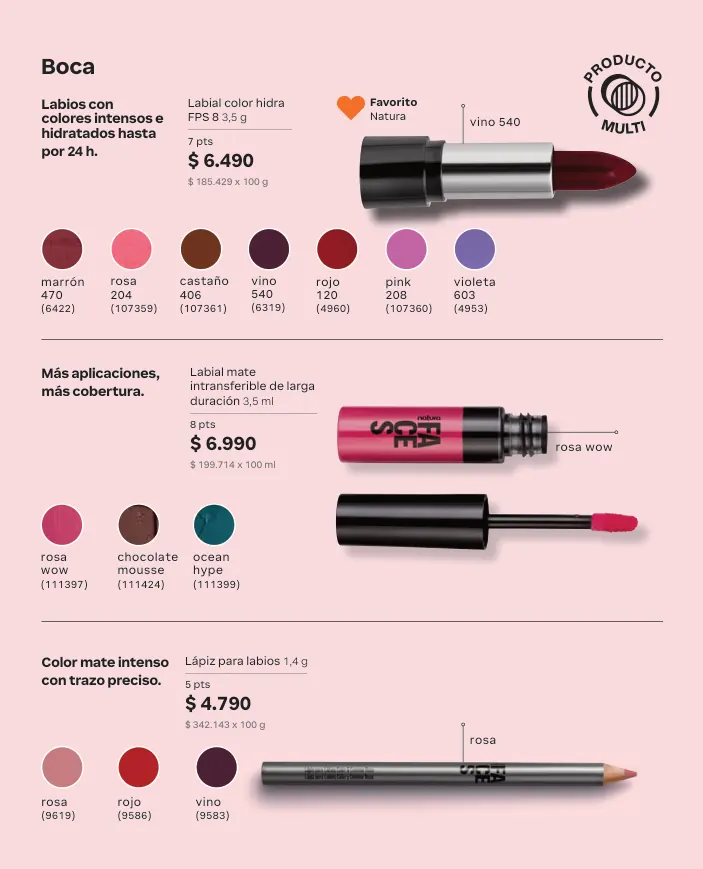 Boca
Labios con
colores intensos e
hidratados hasta
por 24 h.
Labial color hidra
FPS 8 3,5 g
7 pts
$ 6.490
$ 185.429 x 100 g
Favorito
Natura
vino 540
PRODUCTO
MULTI
marrón
470
(6422)
rosa
204
(107359)
castaño
406
(107361)
vino
540
(6319)
rojo
120
(4960)
pink
208
(107360)
violeta
603
(4953)
Más aplicaciones,
más cobertura.
Labial mate
intransferible de larga
duración 3,5 ml
8 pts
$ 6.990
$ 199.714 x 100 ml
natura
FA
CE
S
rosa wow
rosa
wow
(111397)
chocolate
mousse
(111424)
ocean
hype
(111399)
Color mate intenso
con trazo preciso.
Lápiz para labios 1,4 g
5 pts
$ 4.790
$ 342.143 x 100 g
rosa
FA
CE
S
rosa
(9619)
rojo
(9586)
vino
(9583)